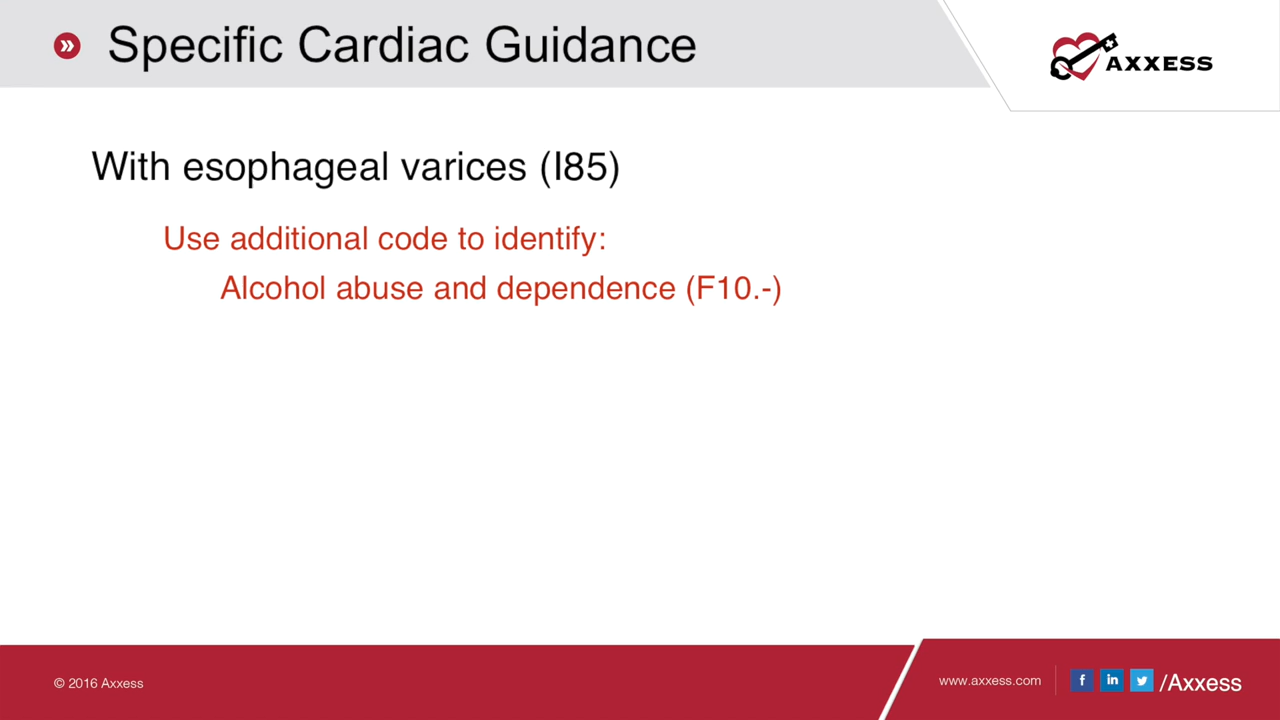 Specific Cardiac Guidance
AXXESS
With esophageal varices (I85)
Use additional code to identify:
Alcohol abuse and dependence (F10.-)
© 2016 Axxess
www.axxess.com
/Axxess